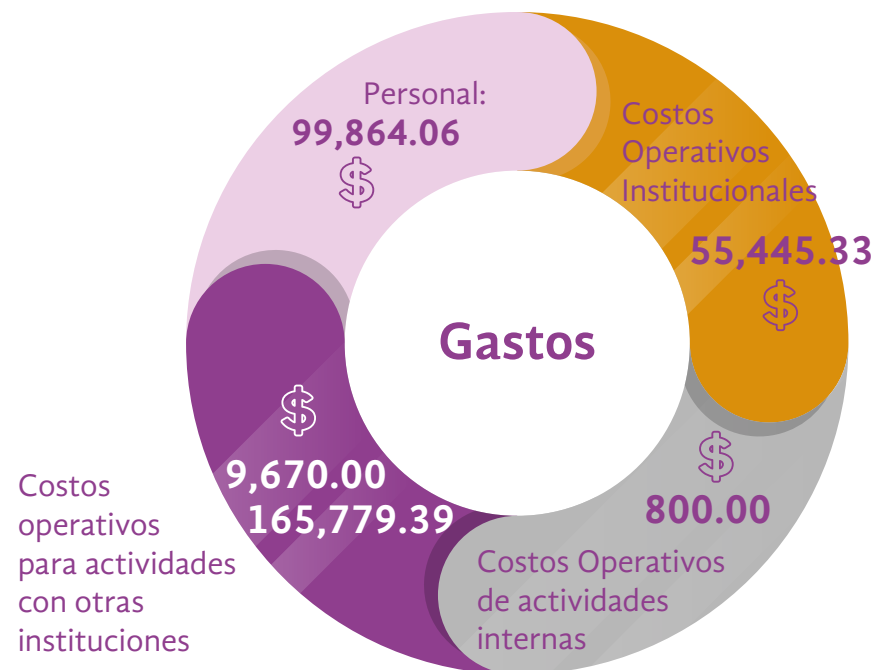 Personal:
99,864.06
$
Costos
Operativos
Institucionales
55,445.33
$
Gastos
$
9,670.00
165,779.39
Costos
operativos
para actividades
con otras
instituciones
$
800.00
Costos Operativos
de actividades
internas